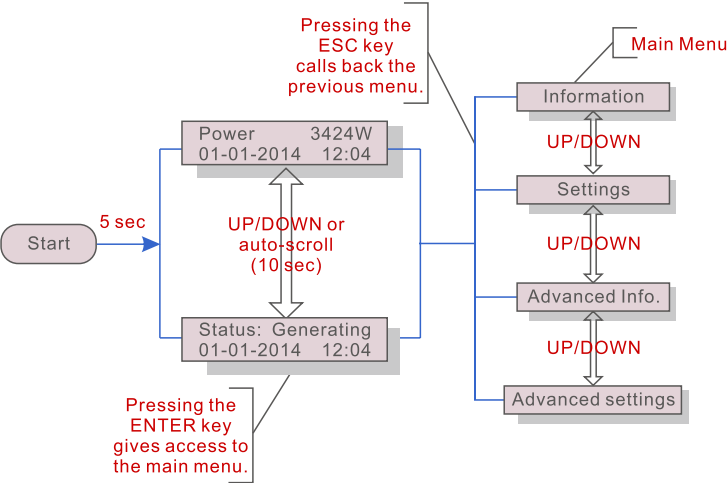 Pressing the
ESC key
calls back the
previous menu.
Main Menu
Information
UP/DOWN
Settings
UP/DOWN
Advanced Info.
UP/DOWN
Advanced settings
Power 3424W
01-01-2014 12:04
5 sec
Start
UP/DOWN or
auto-scroll
(10 sec)
Status: Generating
01-01-2014 12:04
Pressing the
ENTER key
gives access to
the main menu.